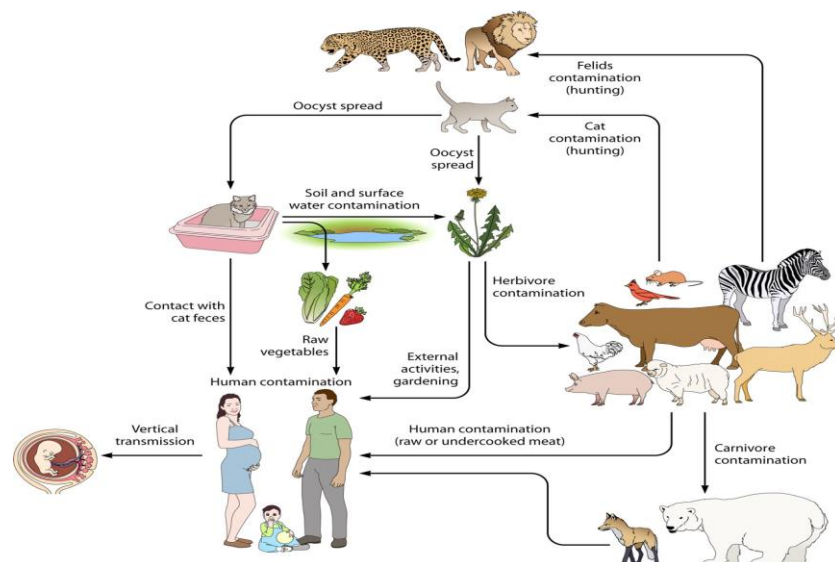 Felids
contamination
(hunting)
Oocyst spread
Cat
contamination
(hunting)
Oocyst
spread
Soil and surface
water contamination
Herbivore
contamination
Contact with
cat feces
Raw
vegetables
External
activities,
gardening
Human contamination
Vertical
transmission
Human contamination
(raw or undercooked meat)
Carnivore
contamination